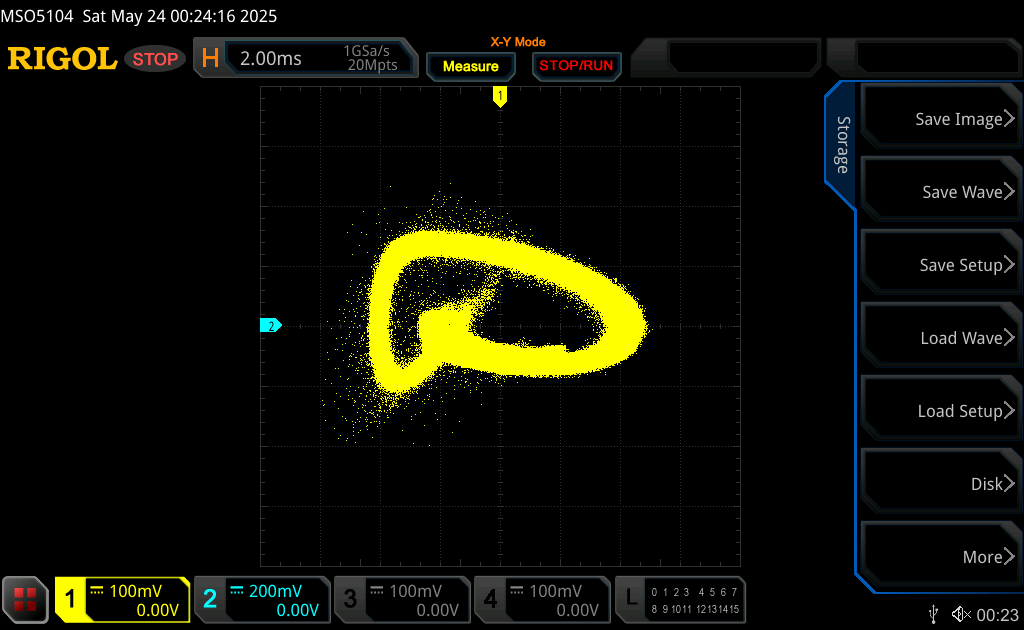 MSO5104 Sat May 24 00:24:16 2025
RIGOL STOP H 2.00ms 1GSa/s 20Mpts
X-Y Mode
Measure STOP/RUN
1
2
Storage
Save Image
Save Wave
Save Setup
Load Wave
Load Setup
Disk
More
1 100mV 0.00V
2 200mV 0.00V
3 100mV 0.00V
4 100mV 0.00V
L 0 1 2 3 4 5 6 7
8 9 10 11 12 13 14 15
00:23